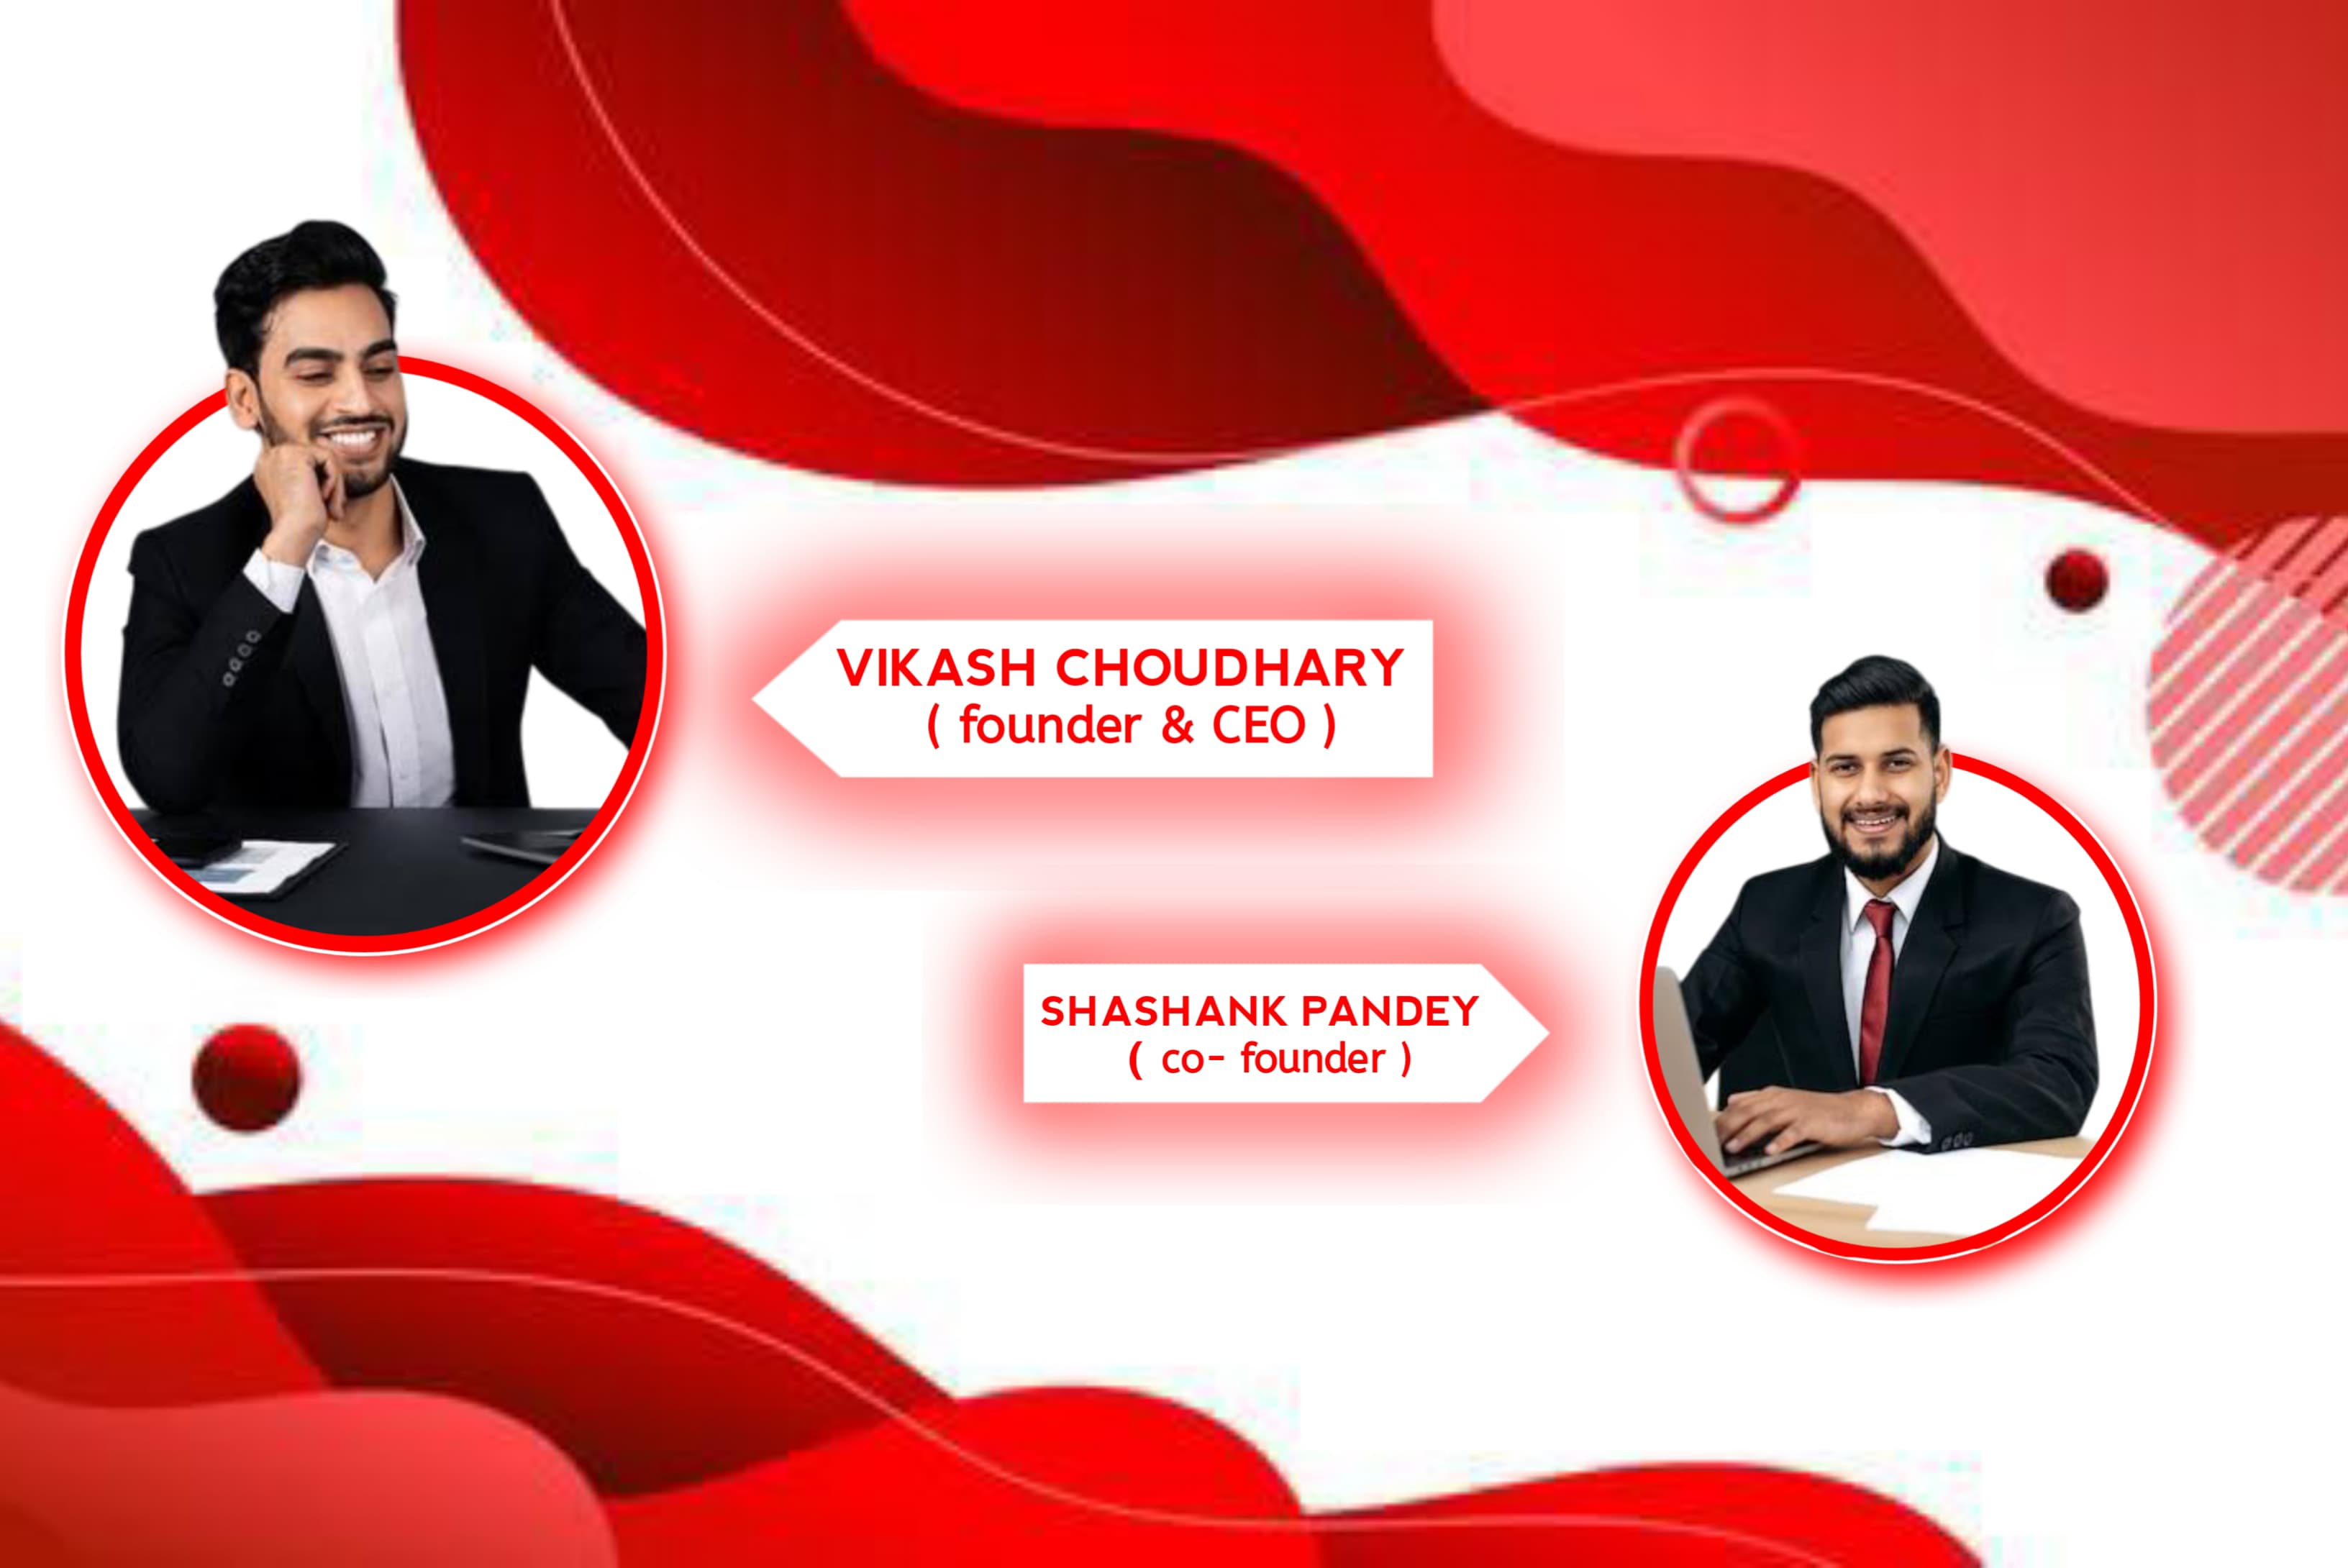 VIKASH CHOUDHARY
( founder & CEO )
SHASHANK PANDEY
( co- founder )